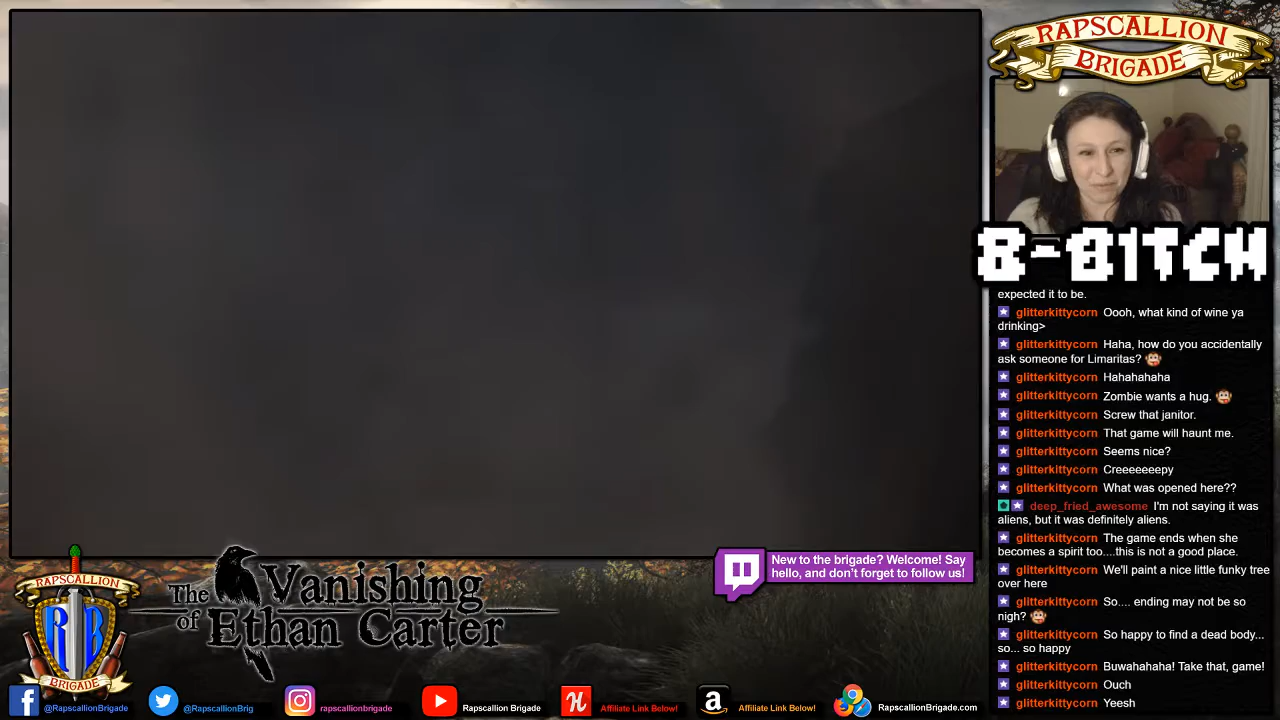 RAPSCALLION
BRIGADE
8-BITCH
expected it to be.
glitterkittycorn Oooh, what kind of wine ya
drinking>
glitterkittycorn Haha, how do you accidentally
ask someone for Limaritas?
glitterkittycorn Hahahahaha
glitterkittycorn Zombie wants a hug.
glitterkittycorn Screw that janitor.
glitterkittycorn That game will haunt me.
glitterkittycorn Seems nice?
glitterkittycorn Creeeeeeepy
glitterkittycorn What was opened here??
deep_fried_awesome I'm not saying it was
aliens, but it was definitely aliens.
glitterkittycorn The game ends when she
becomes a spirit too....this is not a good place.
glitterkittycorn We'll paint a nice little funky tree
over here
glitterkittycorn So.... ending may not be so
nigh?
glitterkittycorn So happy to find a dead body...
so... so happy
glitterkittycorn Buwahahaha! Take that, game!
glitterkittycorn Ouch
glitterkittycorn Yeesh
New to the brigade? Welcome! Say
hello, and don't forget to follow us!
RAPSCALLION
RB
BRIGADE
The Vanishing
of Ethan Carter
@RapscallionBrigade
@RapscallionBrig
rapscallionbrigade
Rapscallion Brigade
Affiliate Link Below!
Affiliate Link Below!
RapscallionBrigade.com